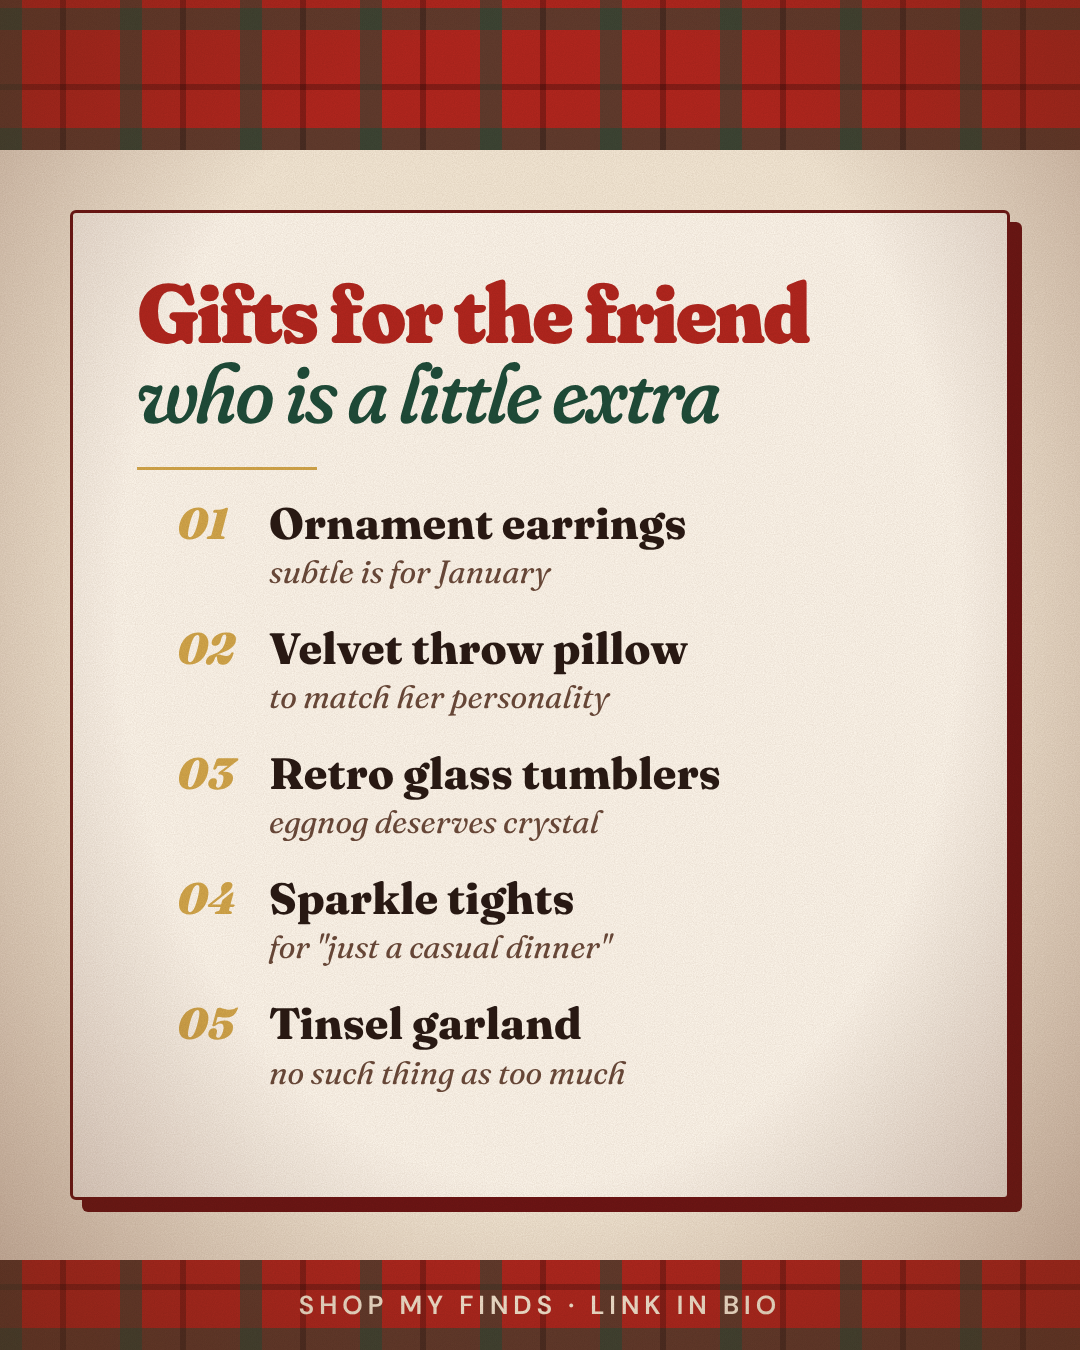 Gifts for the friend
who is a little extra
01 Ornament earrings
subtle is for January
02 Velvet throw pillow
to match her personality
03 Retro glass tumblers
eggnog deserves crystal
04 Sparkle tights
for "just a casual dinner"
05 Tinsel garland
no such thing as too much
SHOP MY FINDS · LINK IN BIO